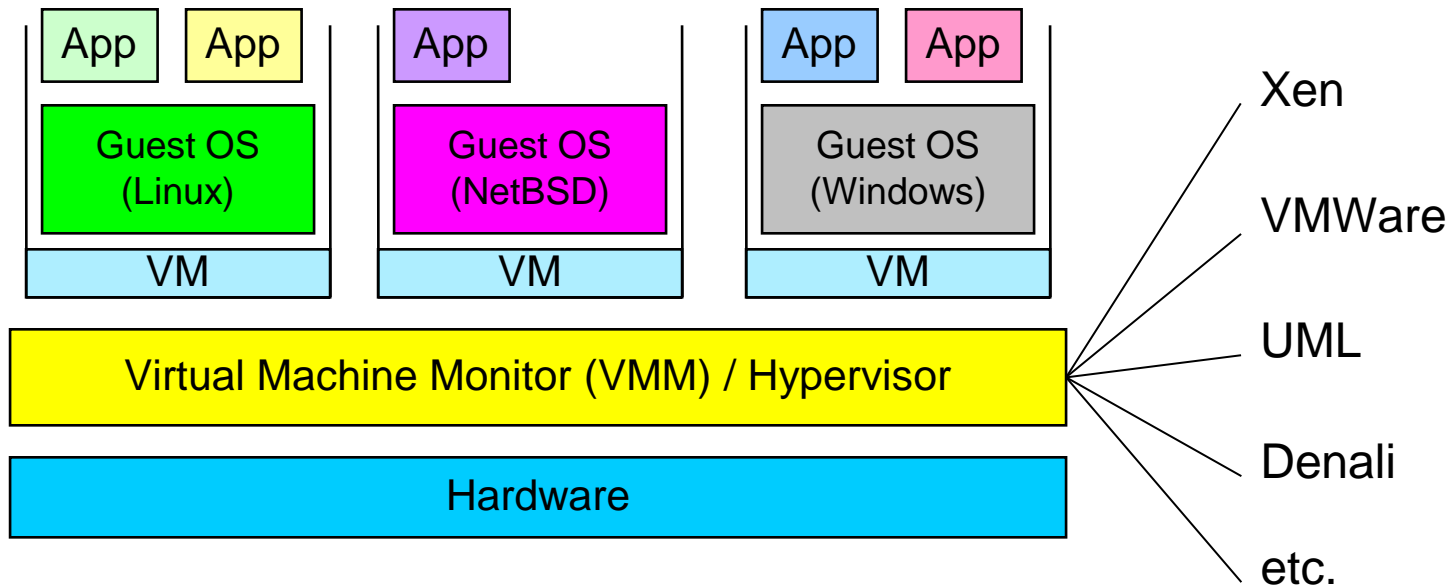 App
App
App
App
App
Guest OS
(Linux)
Guest OS
(NetBSD)
Guest OS
(Windows)
VM
VM
VM
Virtual Machine Monitor (VMM) / Hypervisor
Hardware
Xen
VMWare
UML
Denali
etc.